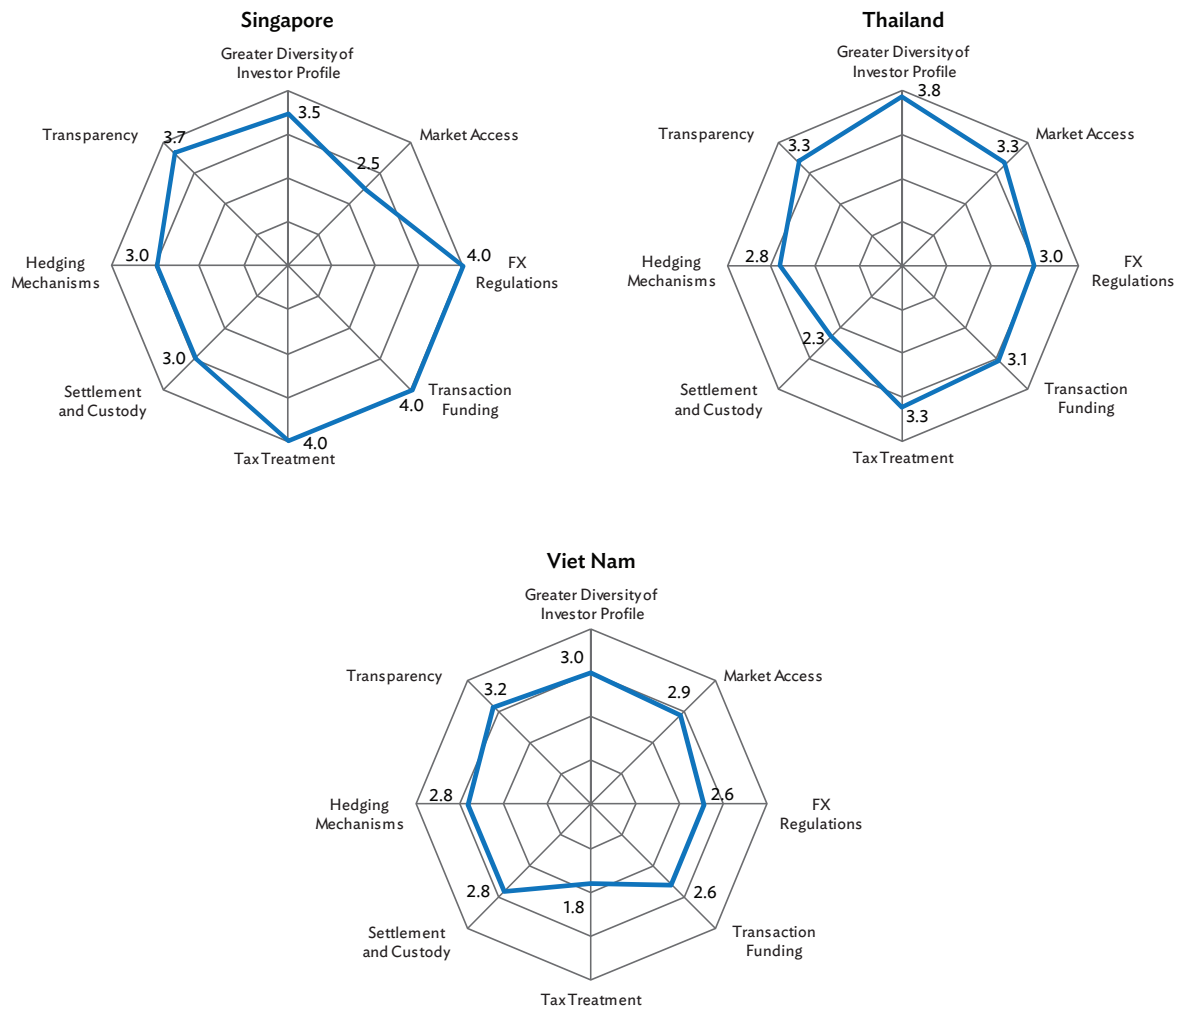 Singapore
Greater Diversity of
Investor Profile
3.5
Transparency
3.7
Market Access
2.5
Hedging
Mechanisms
3.0
4.0
FX
Regulations
3.0
Settlement
and Custody
Transaction
Funding
4.0
4.0
Tax Treatment
Thailand
Greater Diversity of
Investor Profile
3.8
Transparency
3.3
3.3
Market Access
Hedging
Mechanisms
2.8
3.0
FX
Regulations
2.3
3.1
Settlement
and Custody
Transaction
Funding
3.3
Tax Treatment
Viet Nam
Greater Diversity of
Investor Profile
3.0
Transparency
3.2
2.9
Market Access
Hedging
Mechanisms
2.8
2.6
FX
Regulations
2.8
2.6
1.8
Settlement
and Custody
Transaction
Funding
Tax Treatment